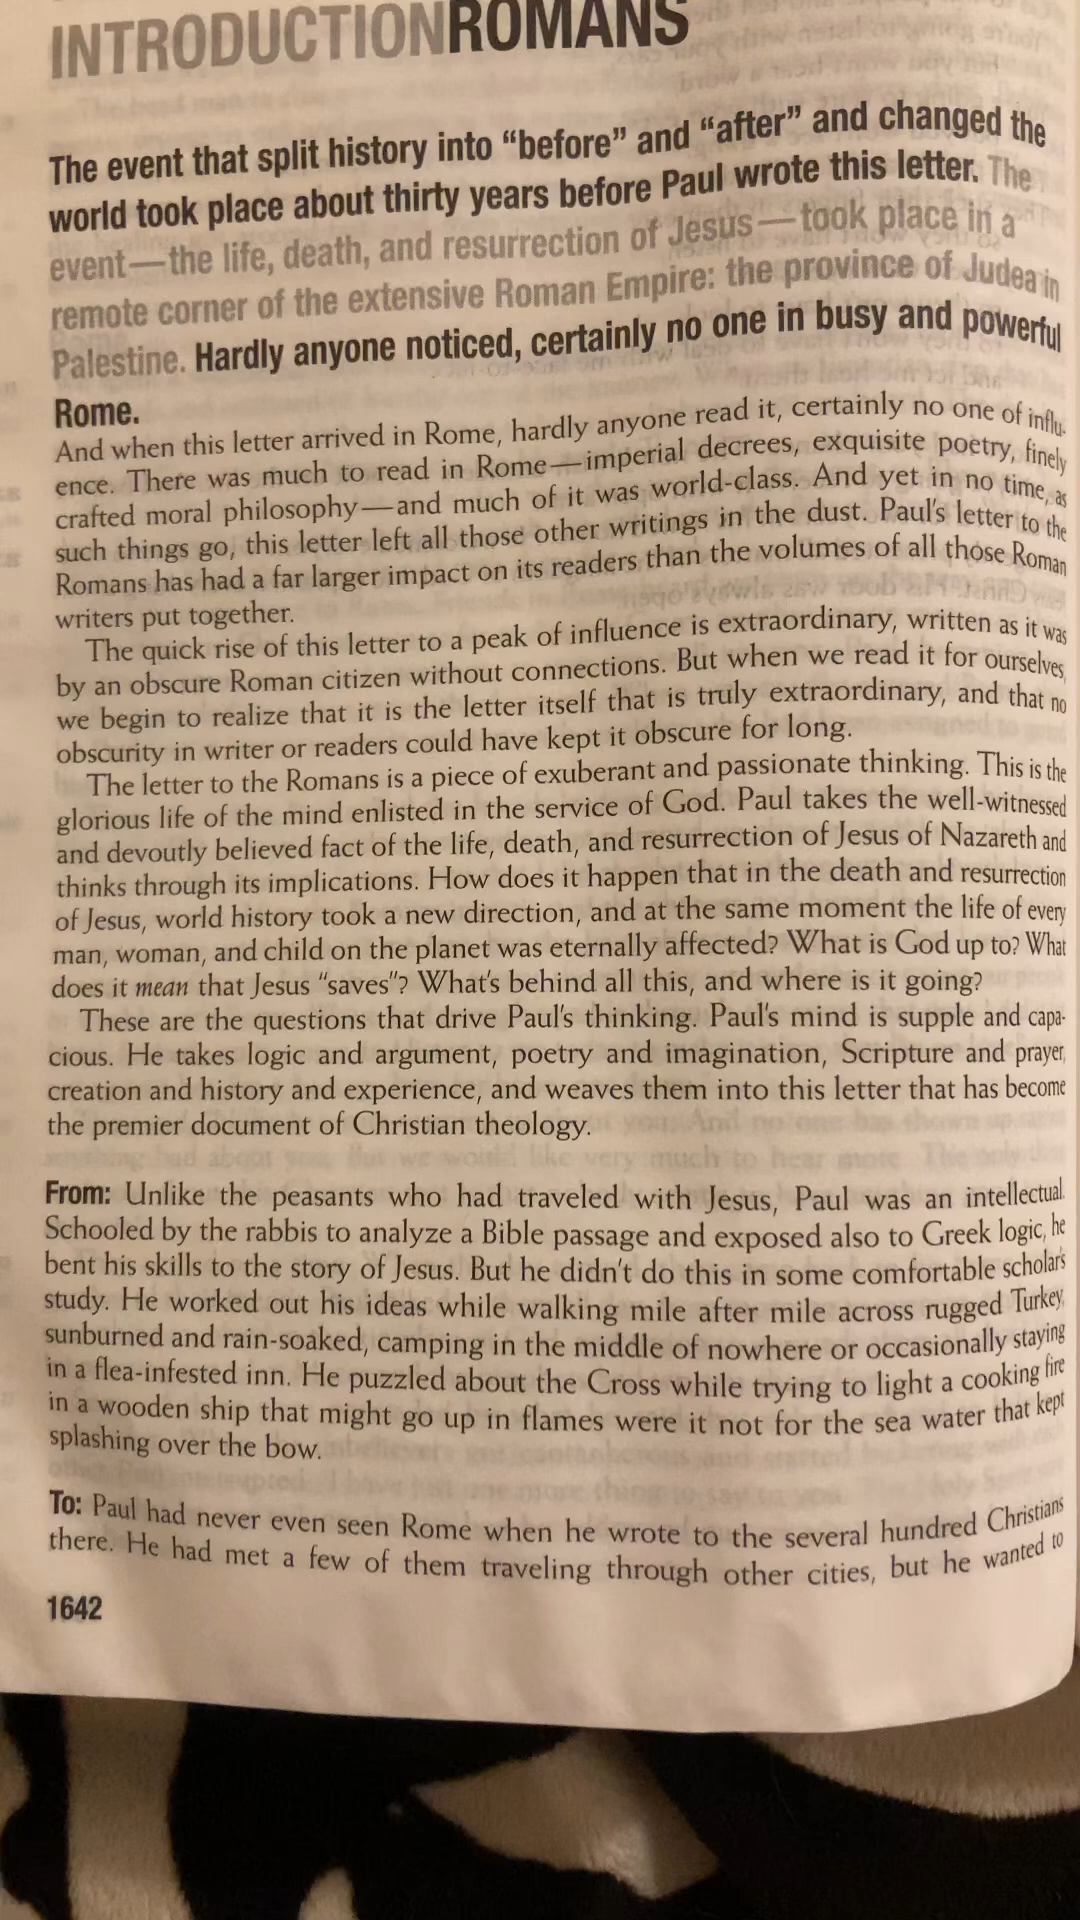 INTRODUCTIONROMANS
The event that split history into “before” and “after” and changed the
world took place about thirty years before Paul wrote this letter. The
event—the life, death, and resurrection of Jesus—took place in a
remote corner of the extensive Roman Empire: the province of Judea in
Palestine. Hardly anyone noticed, certainly no one in busy and powerful
Rome.
And when this letter arrived in Rome, hardly anyone read it, certainly no one of influ-
ence. There was much to read in Rome—imperial decrees, exquisite poetry, finely
crafted moral philosophy—and much of it was world-class. And yet in no time, as
such things go, this letter left all those other writings in the dust. Paul’s letter to the
Romans has had a far larger impact on its readers than the volumes of all those Roman
writers put together.
The quick rise of this letter to a peak of influence is extraordinary, written as it was
by an obscure Roman citizen without connections. But when we read it for ourselves,
we begin to realize that it is the letter itself that is truly extraordinary, and that no
obscurity in writer or readers could have kept it obscure for long.
The letter to the Romans is a piece of exuberant and passionate thinking. This is the
glorious life of the mind enlisted in the service of God. Paul takes the well-witnessed
and devoutly believed fact of the life, death, and resurrection of Jesus of Nazareth and
thinks through its implications. How does it happen that in the death and resurrection
of Jesus, world history took a new direction, and at the same moment the life of every
man, woman, and child on the planet was eternally affected? What is God up to? What
does it mean that Jesus “saves”? What’s behind all this, and where is it going?
These are the questions that drive Paul’s thinking. Paul’s mind is supple and capa-
cious. He takes logic and argument, poetry and imagination, Scripture and prayer,
creation and history and experience, and weaves them into this letter that has become
the premier document of Christian theology.
From: Unlike the peasants who had traveled with Jesus, Paul was an intellectual.
Schooled by the rabbis to analyze a Bible passage and exposed also to Greek logic, he
bent his skills to the story of Jesus. But he didn’t do this in some comfortable scholar’s
study. He worked out his ideas while walking mile after mile across rugged Turkey,
sunburned and rain-soaked, camping in the middle of nowhere or occasionally staying
in a flea-infested inn. He puzzled about the Cross while trying to light a cooking fire
in a wooden ship that might go up in flames were it not for the sea water that kept
splashing over the bow.
To: Paul had never even seen Rome when he wrote to the several hundred Christians
there. He had met a few of them traveling through other cities, but he wanted to
1642